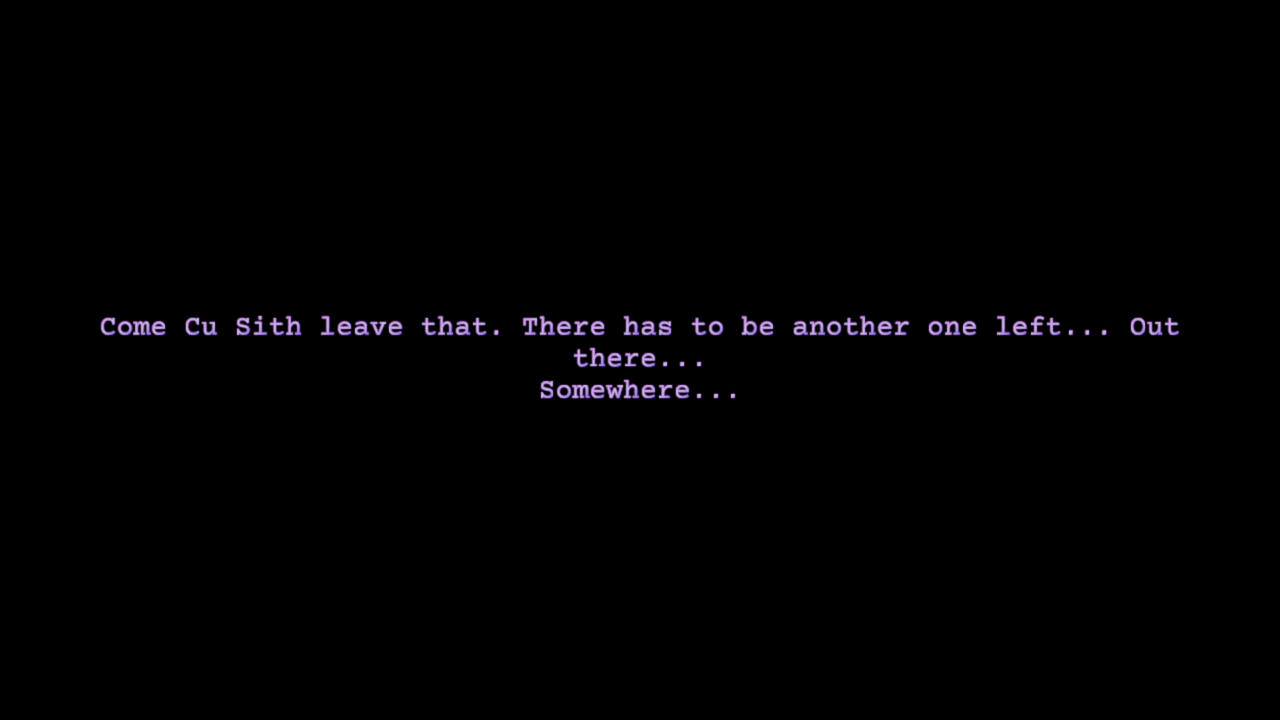 Come Cu Sith leave that. There has to be another one left... Out
there...
Somewhere...